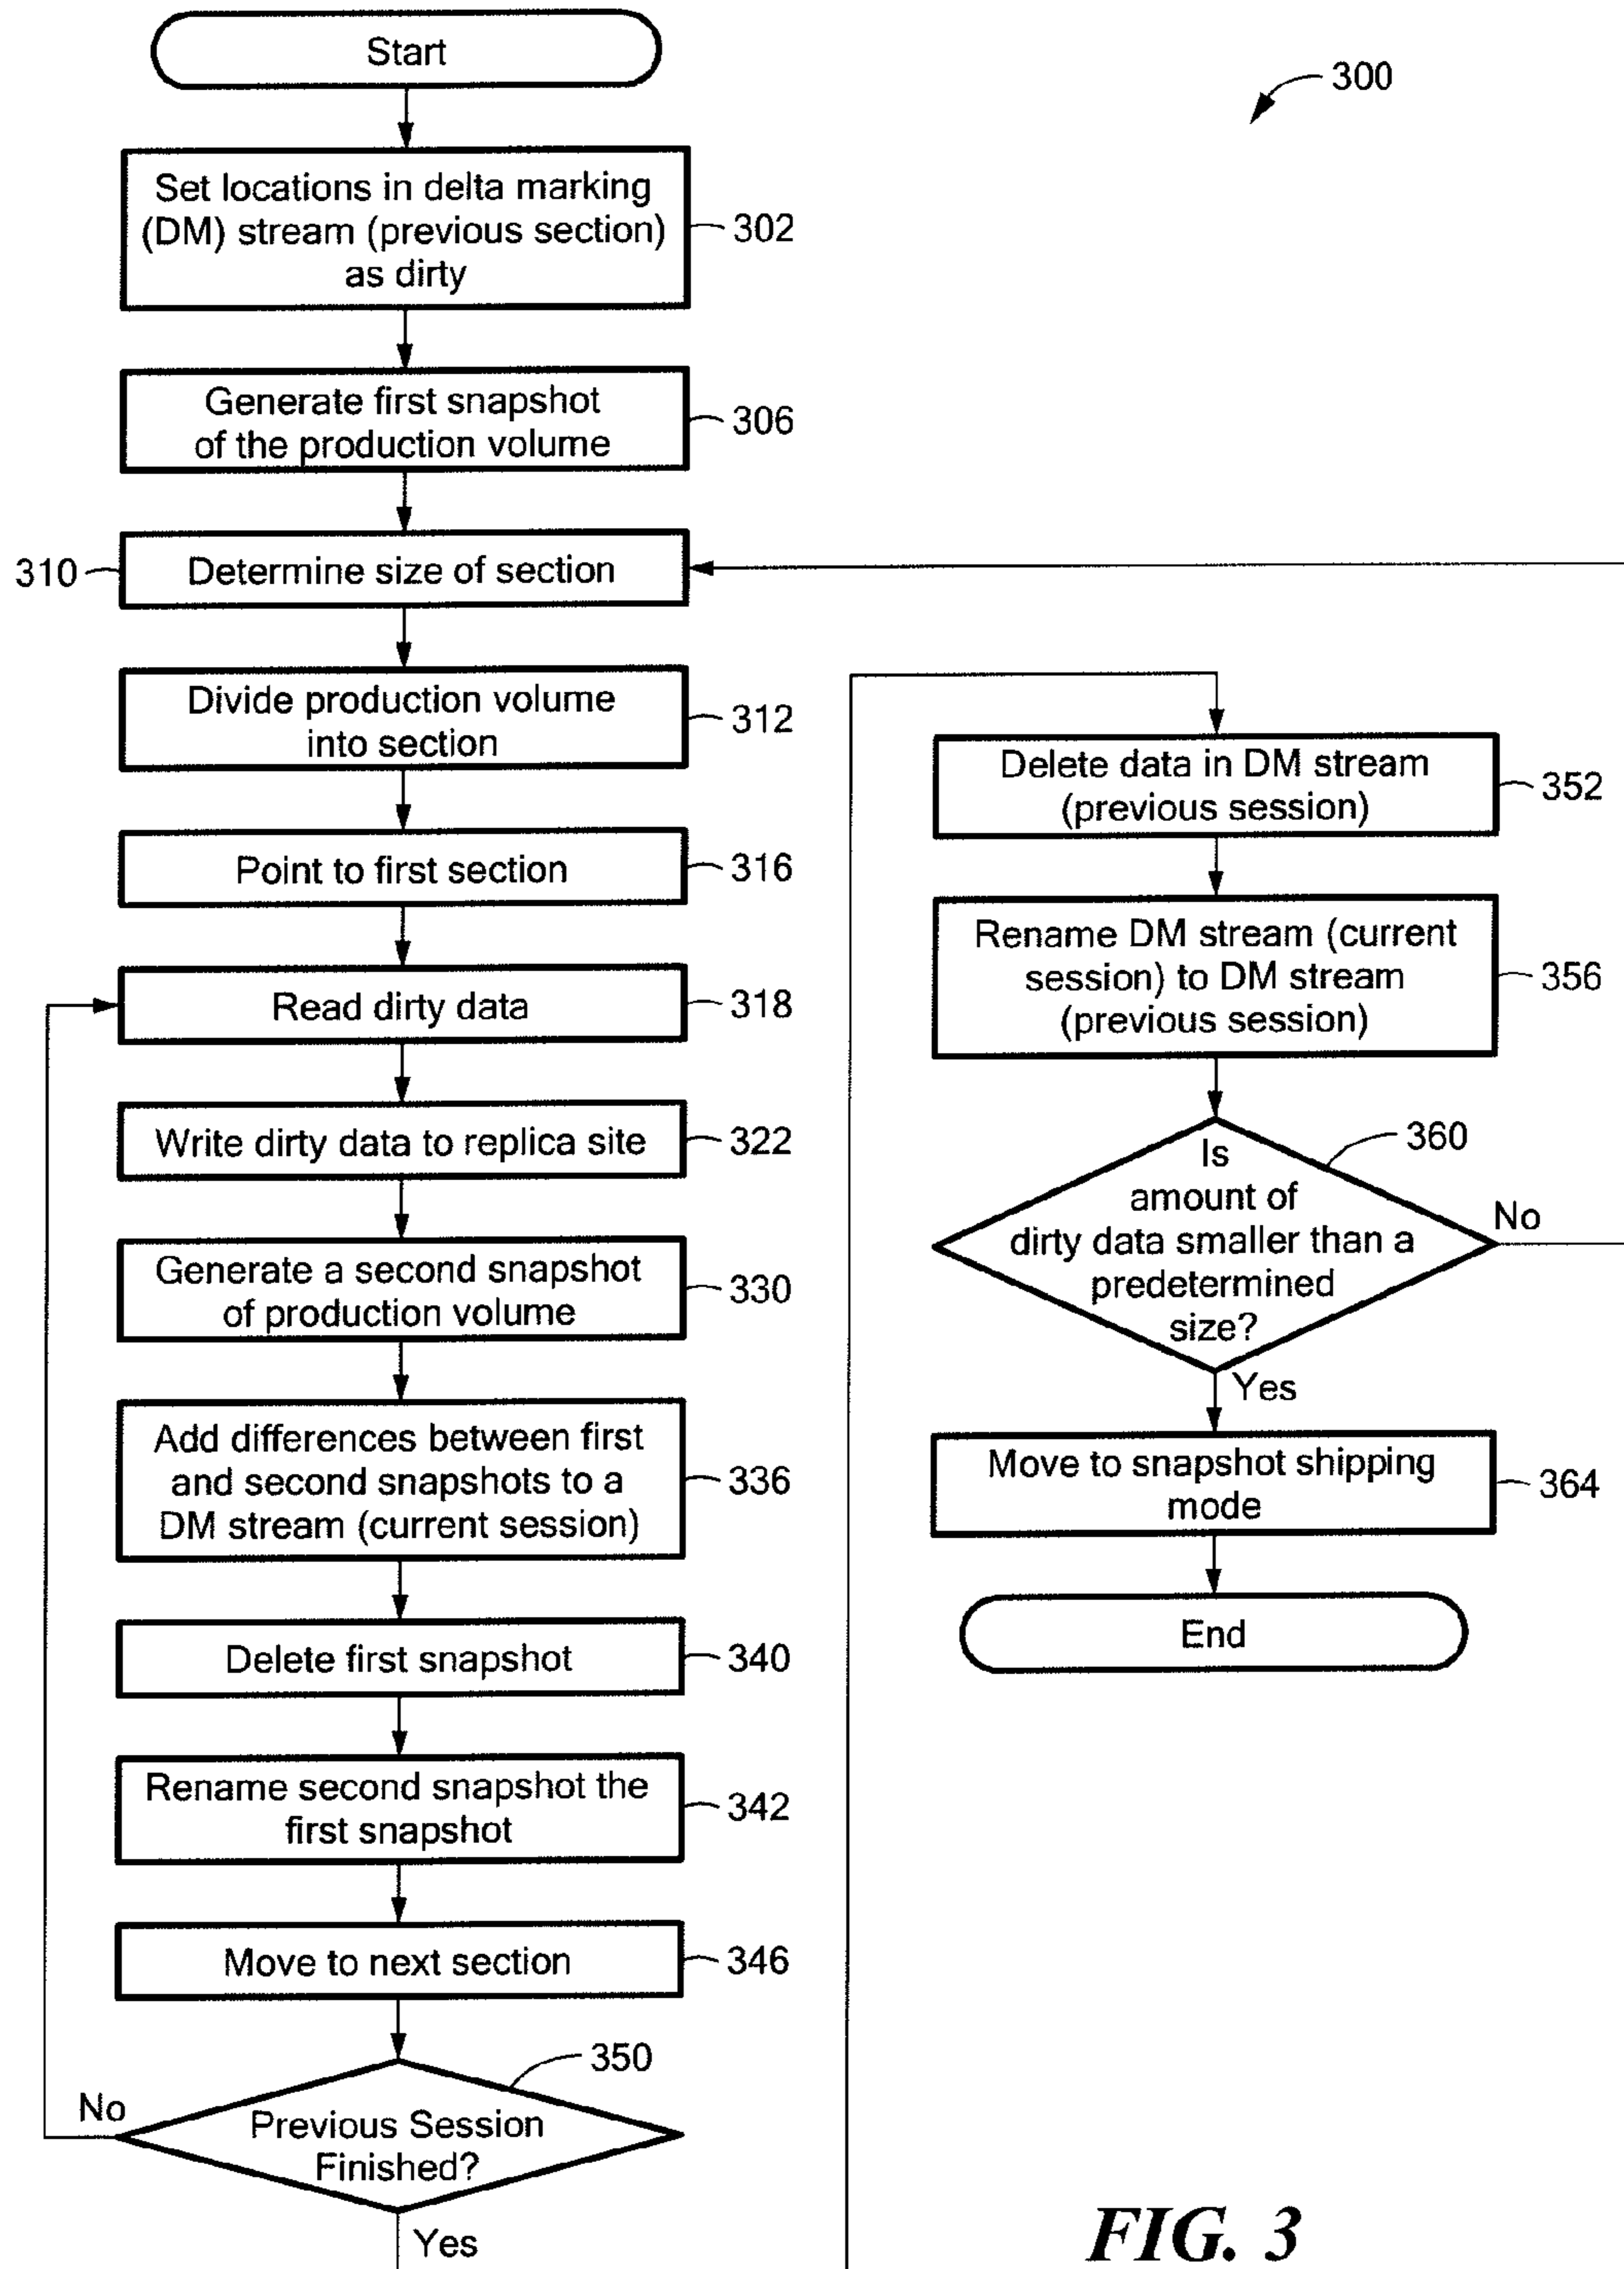 Start
300
Set locations in delta marking
(DM) stream (previous section)
as dirty
302
Generate first snapshot
of the production volume
306
310
Determine size of section
Divide production volume
into section
312
Point to first section
316
Read dirty data
318
Write dirty data to replica site
322
Generate a second snapshot
of production volume
330
Add differences between first
and second snapshots to a
DM stream (current session)
336
Delete first snapshot
340
Rename second snapshot the
first snapshot
342
Move to next section
346
350
No
Previous Session
Finished?
Yes
Delete data in DM stream
(previous session)
352
Rename DM stream (current
session) to DM stream
(previous session)
356
360
Is
amount of
dirty data smaller than a
predetermined
size?
No
Yes
Move to snapshot shipping
mode
364
End
FIG. 3